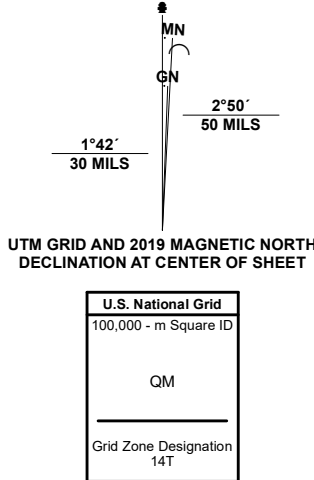 MN
GN
2°50´
50 MILS
1°42´
30 MILS
UTM GRID AND 2019 MAGNETIC NORTH
DECLINATION AT CENTER OF SHEET
U.S. National Grid
100,000 - m Square ID
QM
Grid Zone Designation
14T